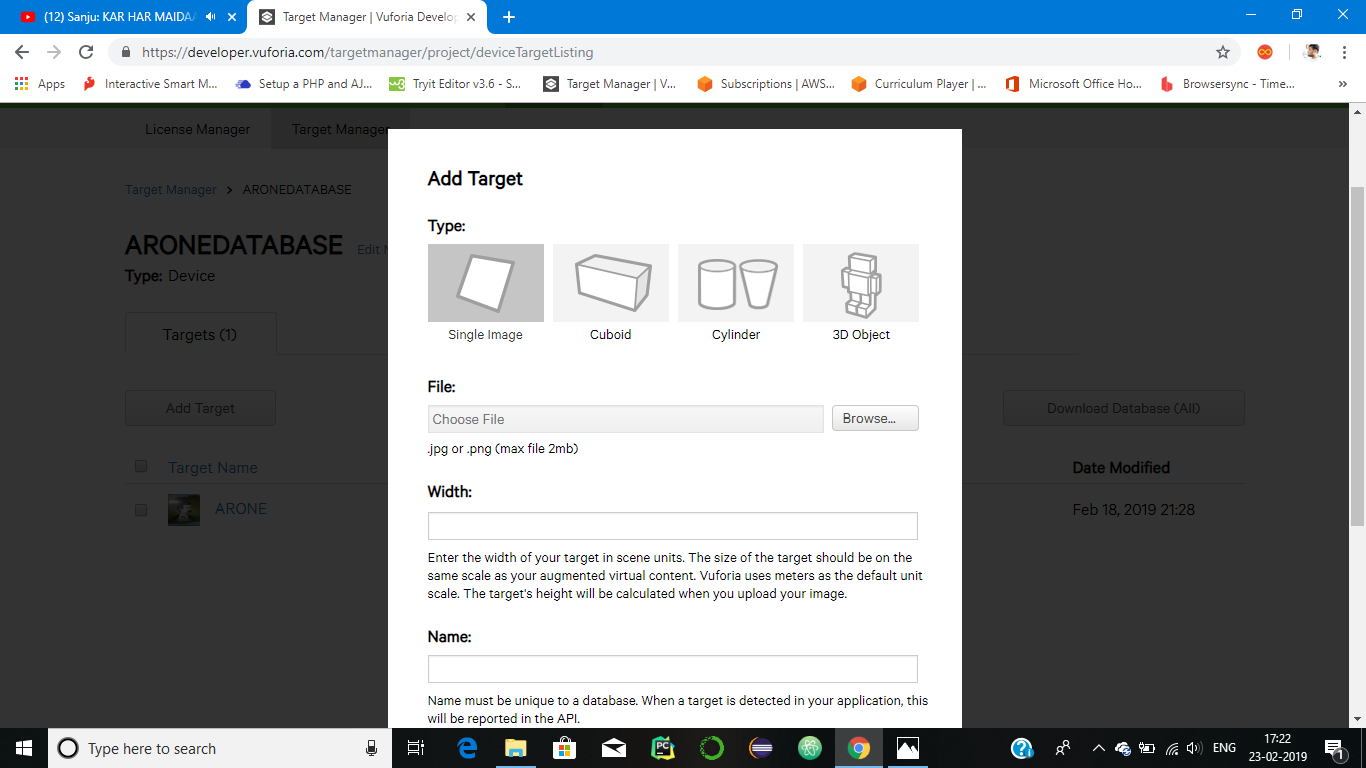 (12) Sanju: KAR HAR MAIDA
Target Manager | Vuforia Develop
https://developer.vuforia.com/targetmanager/project/deviceTargetListing
Apps
Interactive Smart M...
Setup a PHP and AJ...
Tryit Editor v3.6 - S...
Target Manager | V...
Subscriptions | AWS...
Curriculum Player | ...
Microsoft Office Ho...
Browsersync - Time...
License Manager
Target Manager
Target Manager > ARONEDATABASE
ARONEDATABASE Edit N
Type: Device
Targets (1)
Add Target
Download Database (All)
Target Name
Date Modified
ARONE
Feb 18, 2019 21:28
Add Target
Type:
Single Image
Cuboid
Cylinder
3D Object
File:
Choose File
Browse...
.jpg or .png (max file 2mb)
Width:
Enter the width of your target in scene units. The size of the target should be on the
same scale as your augmented virtual content. Vuforia uses meters as the default unit
scale. The target's height will be calculated when you upload your image.
Name:
Name must be unique to a database. When a target is detected in your application, this
will be reported in the API.
Type here to search
PC
ENG
17:22
23-02-2019
1